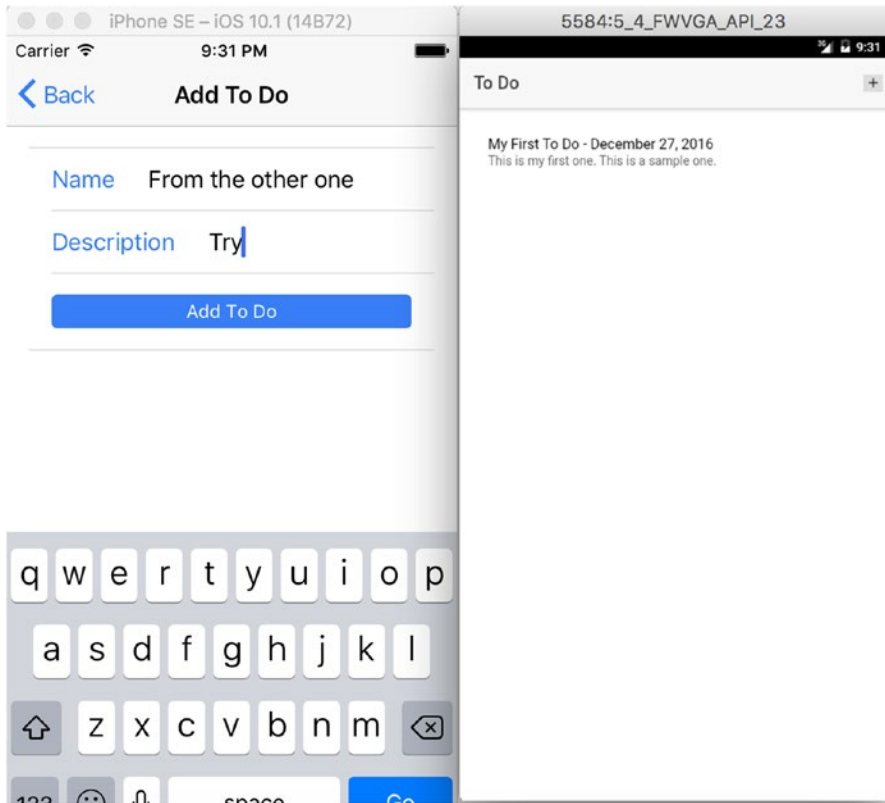 iPhone SE – iOS 10.1 (14B72)
Carrier 9:31 PM
Back Add To Do
Name From the other one
Description Try
Add To Do
q w e r t y u i o p
a s d f g h j k l
z x c v b n m
123 space Go
5584:5_4_FWVGA_API_23
9:31
To Do +
My First To Do - December 27, 2016
This is my first one. This is a sample one.